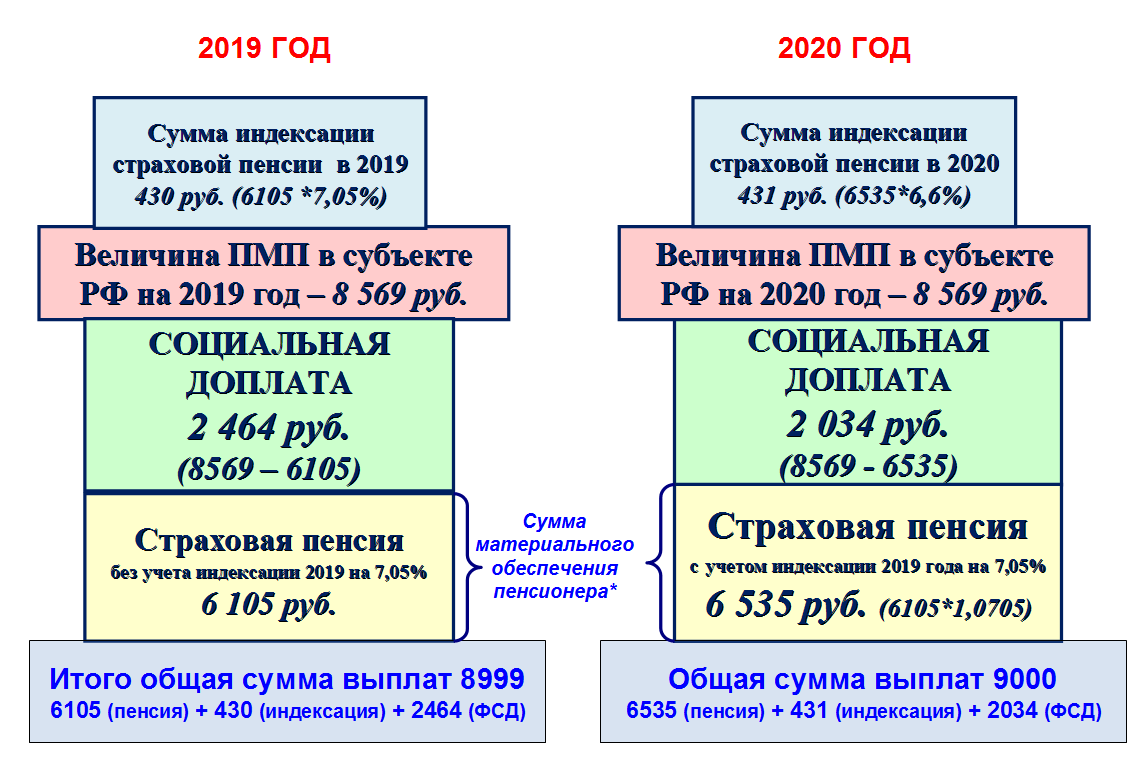 2019 ГОД
Сумма индексации
страховой пенсии в 2019
430 руб. (6105 *7,05%)
Величина ПМП в субъекте
РФ на 2019 год – 8 569 руб.
СОЦИАЛЬНАЯ
ДОПЛАТА
2 464 руб.
(8569 – 6105)
Страховая пенсия
без учета индексации 2019 на 7,05%
6 105 руб.
Итого общая сумма выплат 8999
6105 (пенсия) + 430 (индексация) + 2464 (ФСД)
Сумма
материального
обеспечения
пенсионера*
2020 ГОД
Сумма индексации
страховой пенсии в 2020
431 руб. (6535*6,6%)
Величина ПМП в субъекте
РФ на 2020 год – 8 569 руб.
СОЦИАЛЬНАЯ
ДОПЛАТА
2 034 руб.
(8569 - 6535)
Страховая пенсия
с учетом индексации 2019 года на 7,05%
6 535 руб. (6105*1,0705)
Общая сумма выплат 9000
6535 (пенсия) + 431 (индексация) + 2034 (ФСД)